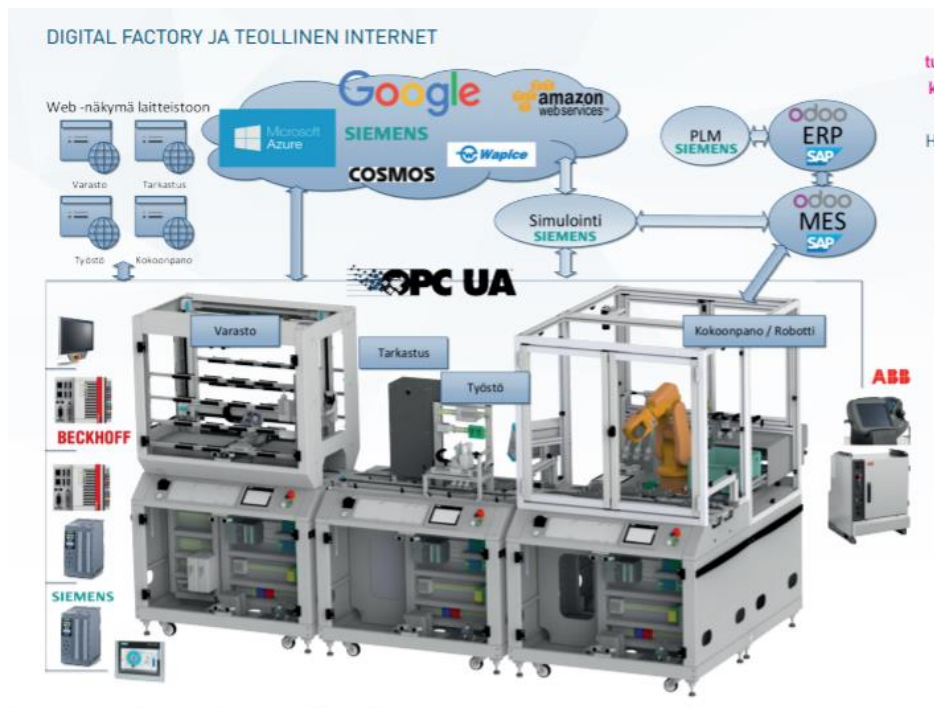 DIGITAL FACTORY JA TEOLLINEN INTERNET
Web -näkymä laitteistoon
Varasto
Tarkastus
Työstö
Kokoonpano
Google
amazon
webservices™
Microsoft
Azure
SIEMENS
Wapice
COSMOS
PLM
SIEMENS
odoo
ERP
SAP
Simulointi
SIEMENS
odoo
MES
SAP
OPC UA
Varasto
Tarkastus
Työstö
Kokoonpano / Robotti
BECKHOFF
SIEMENS
ABB
tu
k
H